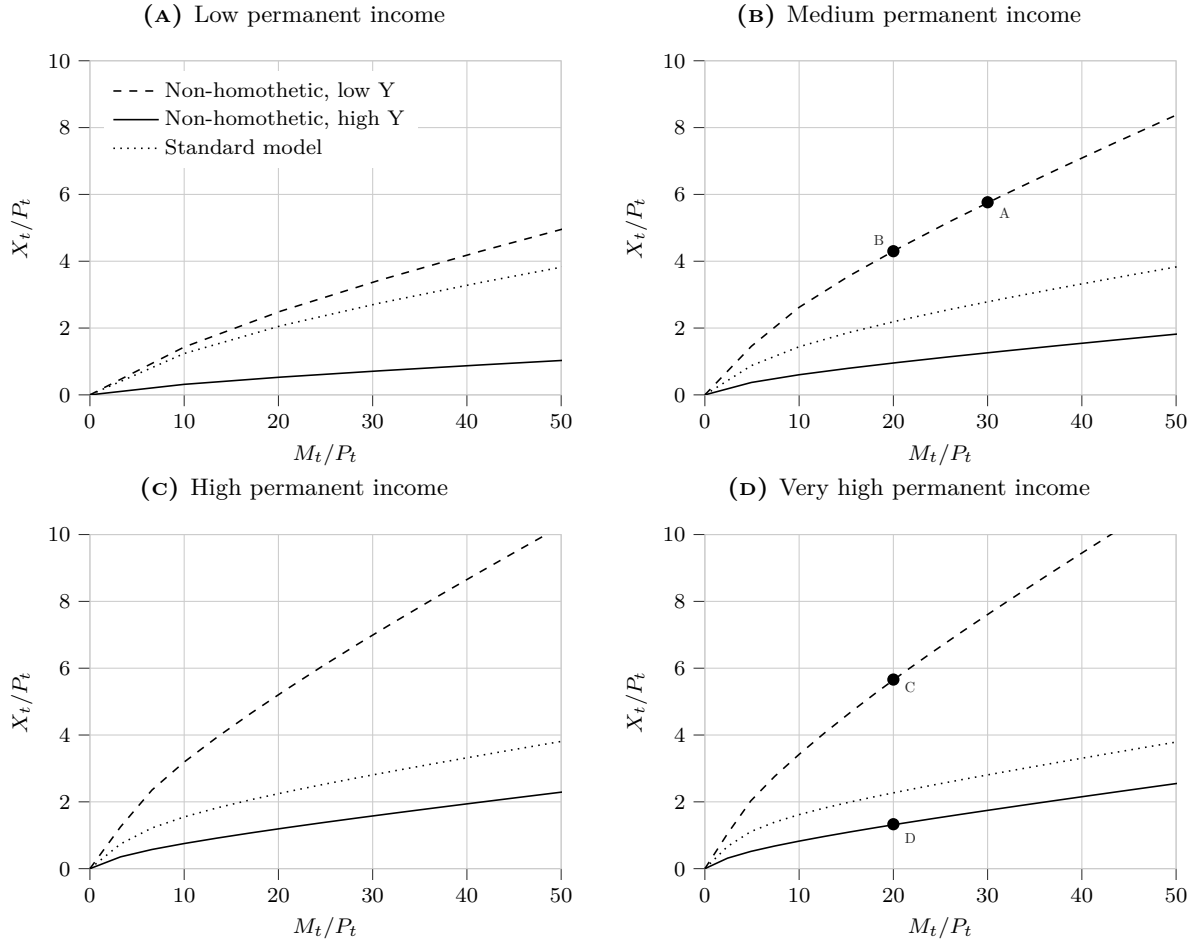 (A) Low permanent income
10
8
6
4
2
0
X_t/P_t
Non-homothetic, low Y
Non-homothetic, high Y
Standard model
0 10 20 30 40 50
M_t/P_t
(B) Medium permanent income
10
8
6
4
2
0
X_t/P_t
B
A
0 10 20 30 40 50
M_t/P_t
(C) High permanent income
10
8
6
4
2
0
X_t/P_t
0 10 20 30 40 50
M_t/P_t
(D) Very high permanent income
10
8
6
4
2
0
X_t/P_t
C
D
0 10 20 30 40 50
M_t/P_t